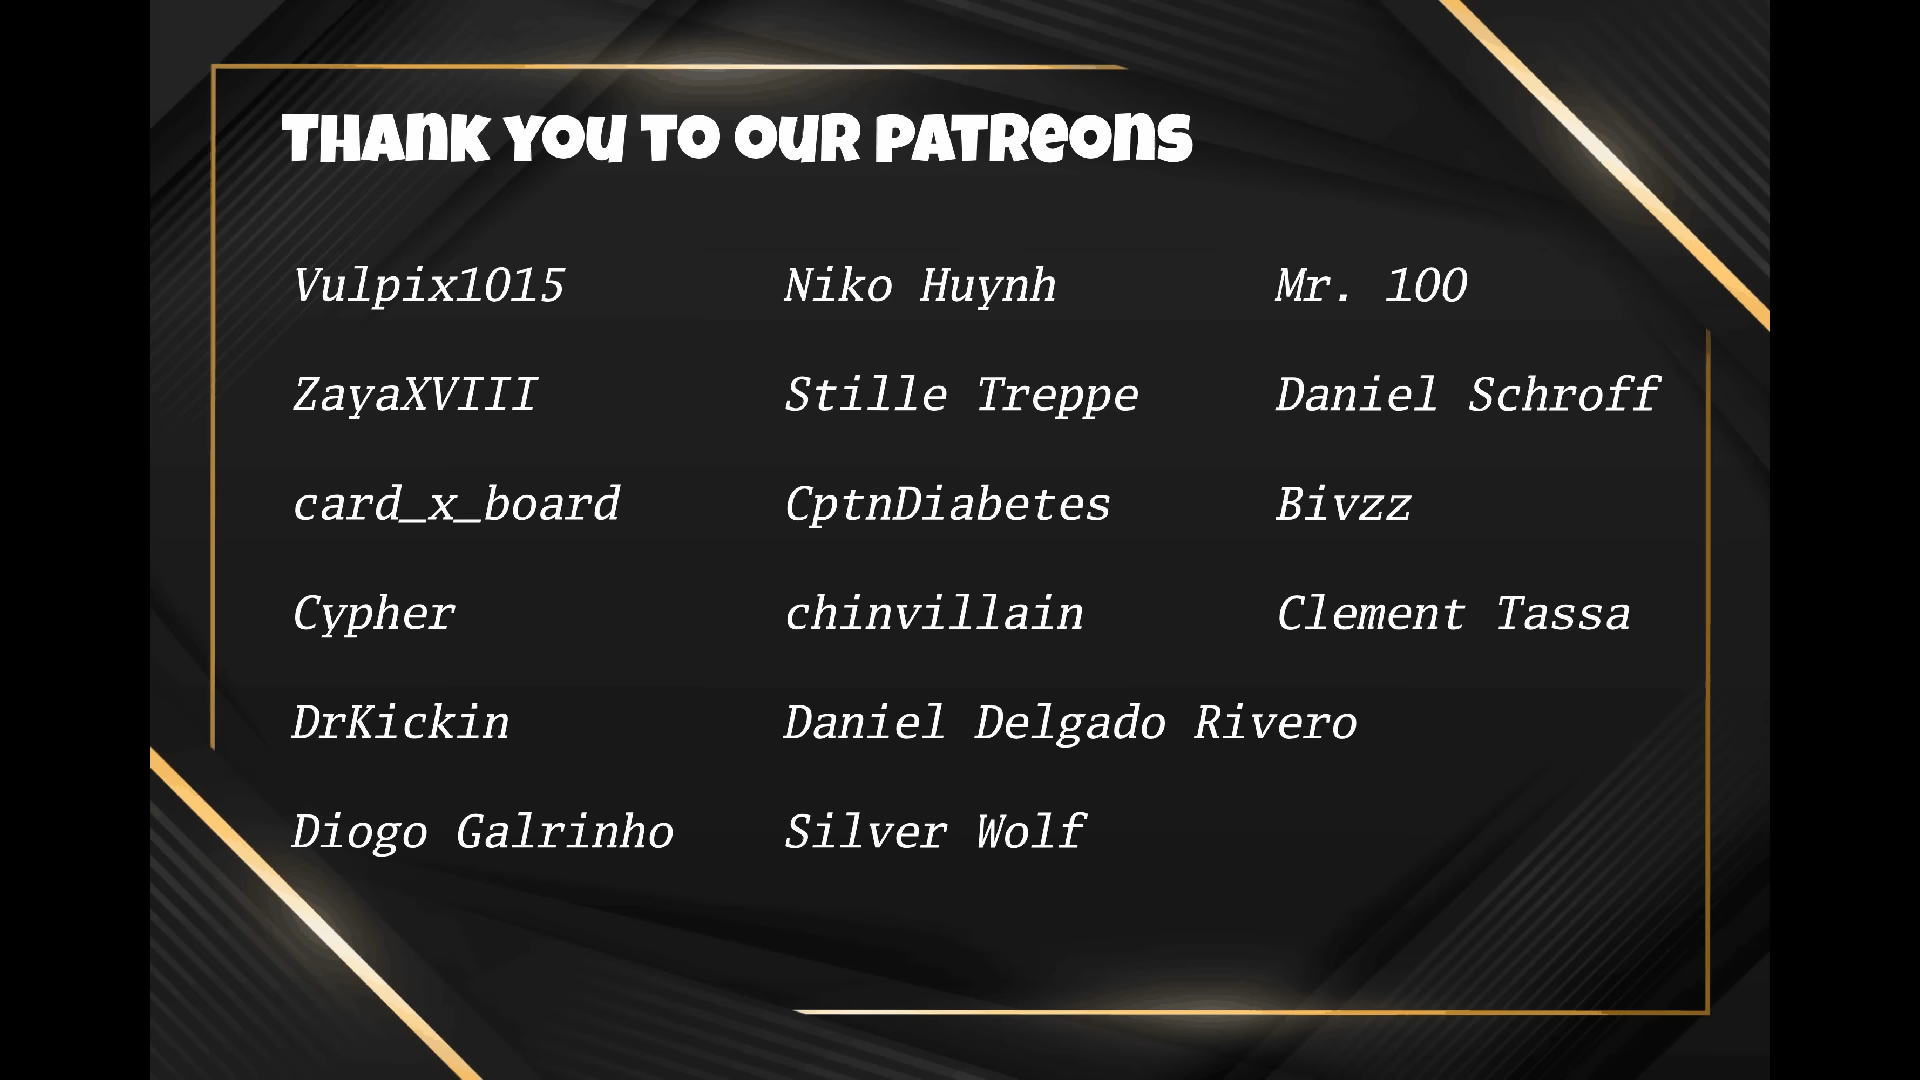 THANK YOU TO OUR PATREONS
Vulpix1015 Niko Huynh Mr. 100
ZayaXVIII Stille Treppe Daniel Schroff
card_x_board CptnDiabetes Bivzz
Cypher chinvillain Clement Tassa
DrKickin Daniel Delgado Rivero
Diogo Galrinho Silver Wolf